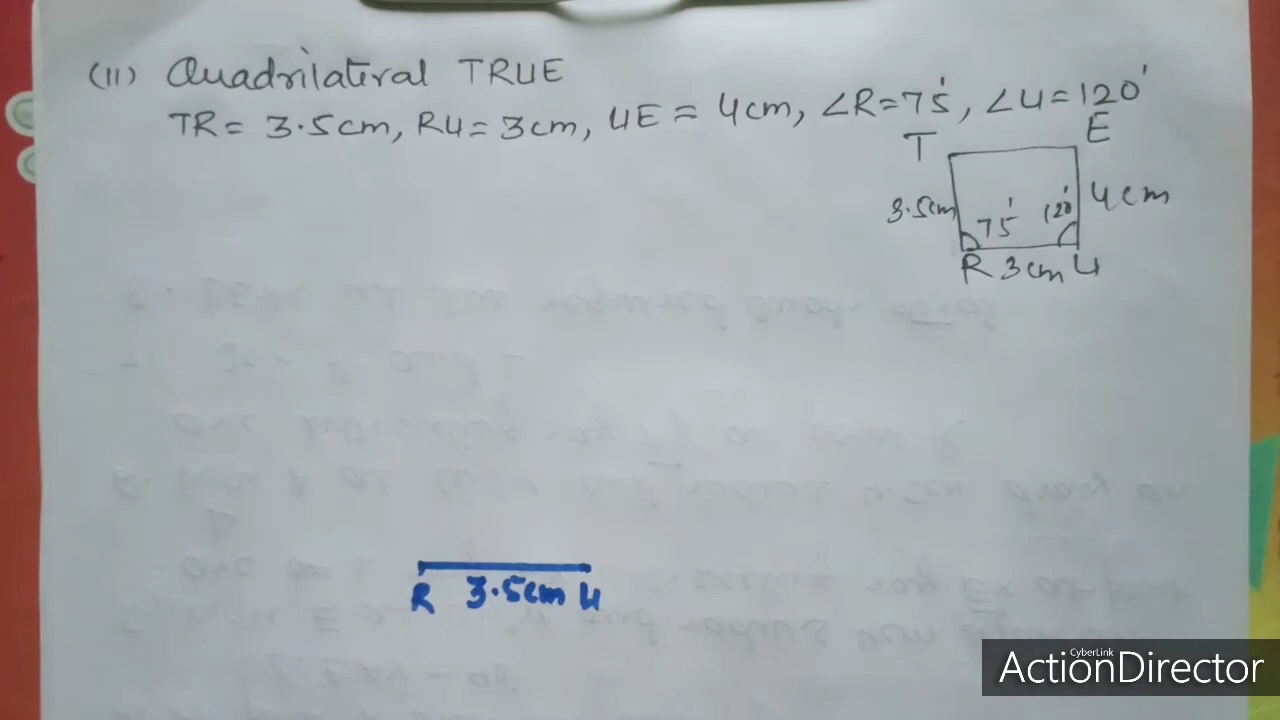 (11) Quadrilateral TRUE
TR = 3.5cm, RU = 3cm, UE = 4cm, ∠R = 75°, ∠U = 120°
T E
3.5cm 75° 120° 4cm
R 3cm U
R 3.5cm U
CyberLink
ActionDirector